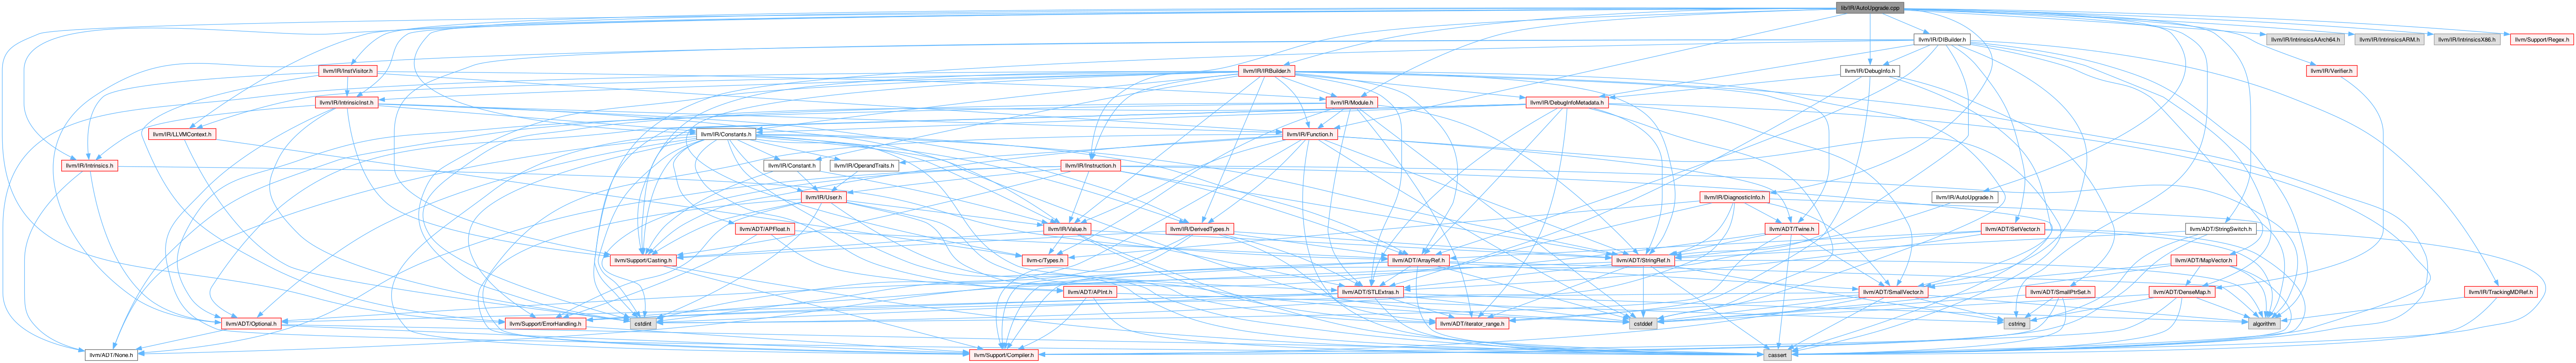 lib/IR/AutoUpgrade.cpp
llvm/IR/DIBuilder.h
llvm/IR/IntrinsicsAArch64.h
llvm/IR/IntrinsicsARM.h
llvm/IR/IntrinsicsX86.h
llvm/Support/Regex.h
llvm/IR/InstVisitor.h
llvm/IR/IRBuilder.h
llvm/IR/DebugInfo.h
llvm/IR/Verifier.h
llvm/IR/IntrinsicInst.h
llvm/IR/Module.h
llvm/IR/DebugInfoMetadata.h
llvm/IR/LLVMContext.h
llvm/IR/Constants.h
llvm/IR/Function.h
llvm/IR/Intrinsics.h
llvm/IR/Constant.h
llvm/IR/OperandTraits.h
llvm/IR/Instruction.h
llvm/IR/User.h
llvm/IR/DiagnosticInfo.h
llvm/IR/AutoUpgrade.h
llvm/ADT/APFloat.h
llvm/IR/Value.h
llvm/IR/DerivedTypes.h
llvm/ADT/Twine.h
llvm/ADT/SetVector.h
llvm/ADT/StringSwitch.h
llvm/Support/Casting.h
llvm-c/Types.h
llvm/ADT/ArrayRef.h
llvm/ADT/StringRef.h
llvm/ADT/MapVector.h
llvm/ADT/APInt.h
llvm/ADT/STLExtras.h
llvm/ADT/SmallVector.h
llvm/ADT/SmallPtrSet.h
llvm/ADT/DenseMap.h
llvm/IR/TrackingMDRef.h
llvm/ADT/Optional.h
llvm/Support/ErrorHandling.h
cstdint
llvm/ADT/iterator_range.h
cstddef
cstring
algorithm
llvm/ADT/None.h
llvm/Support/Compiler.h
cassert